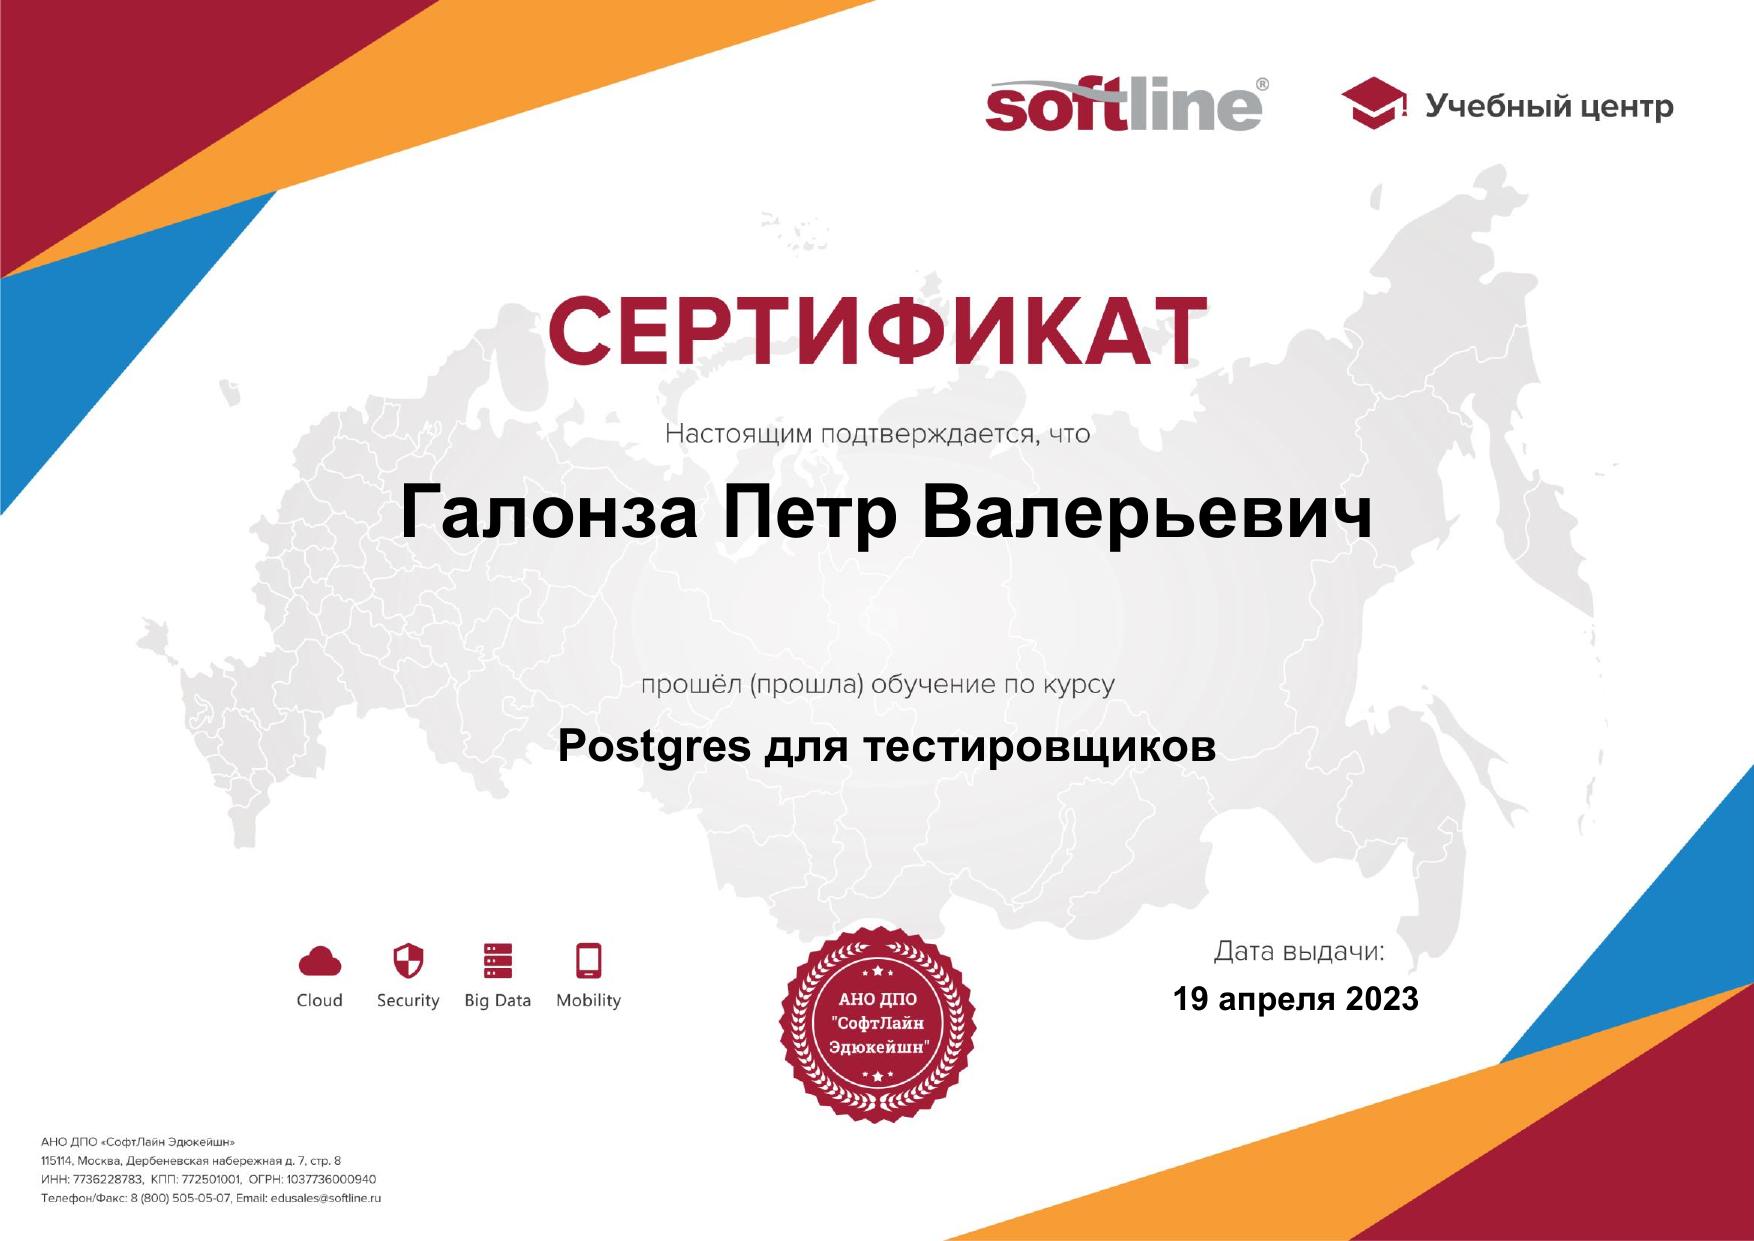 softline®
Учебный центр
СЕРТИФИКАТ
Настоящим подтверждается, что
Галонза Петр Валерьевич
прошёл (прошла) обучение по курсу
Postgres для тестировщиков
Cloud
Security
Big Data
Mobility
АНО ДПО
"СофтЛайн
Эдюкейшн"
Дата выдачи:
19 апреля 2023
АНО ДПО «СофтЛайн Эдюкейшн»
115114, Москва, Дербеневская набережная д. 7, стр. 8
ИНН: 7736228783, КПП: 772501001, ОГРН: 1037736000940
Телефон/Факс: 8 (800) 505-05-07, Email: edusales@softline.ru